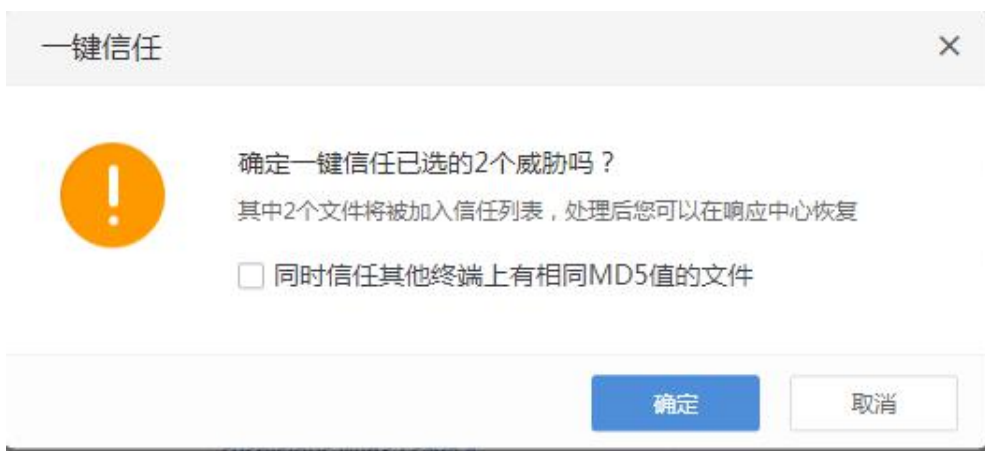 一键信任
确定一键信任已选的2个威胁吗？
其中2个文件将被加入信任列表，处理后您可以在响应中心恢复
同时信任其他终端上有相同MD5值的文件
确定
取消